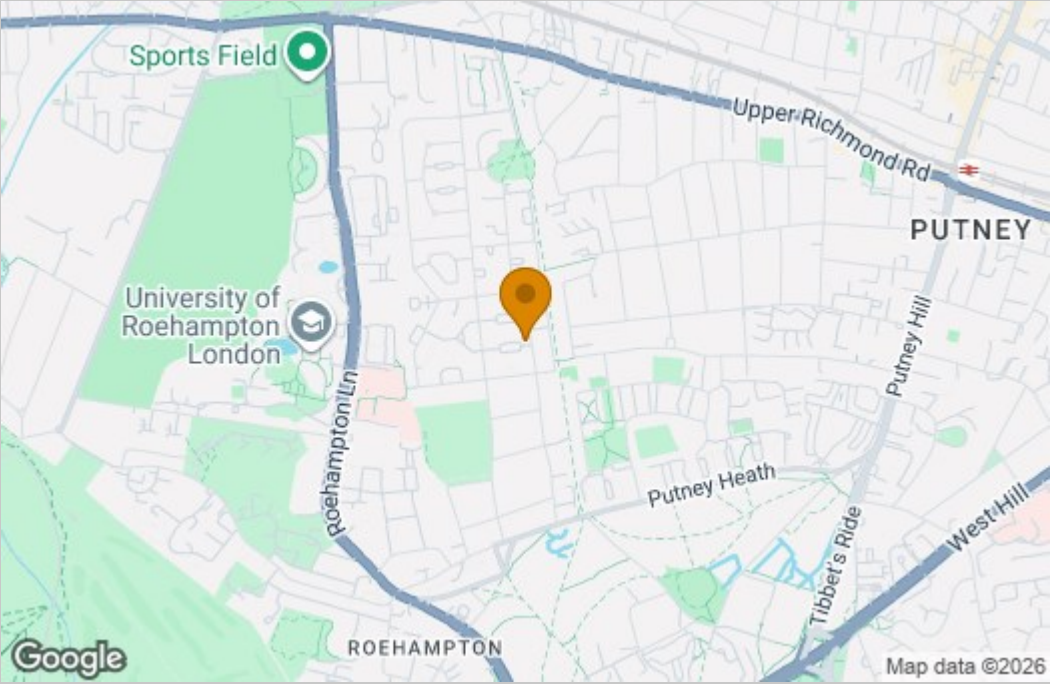 Sports Field
Upper Richmond Rd
PUTNEY
University of
Roehampton
London
Putney Hill
Roehampton Ln
Putney Heath
West Hill
Tibbet's Ride
ROEHAMPTON
Google
Map data ©2026